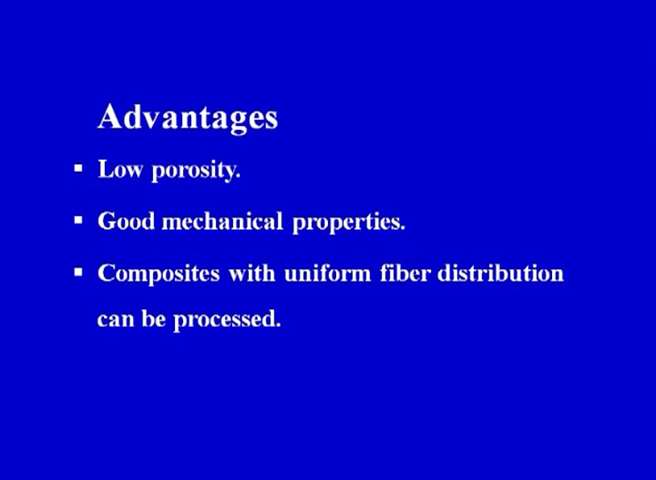 Advantages
▪ Low porosity.
▪ Good mechanical properties.
▪ Composites with uniform fiber distribution
can be processed.